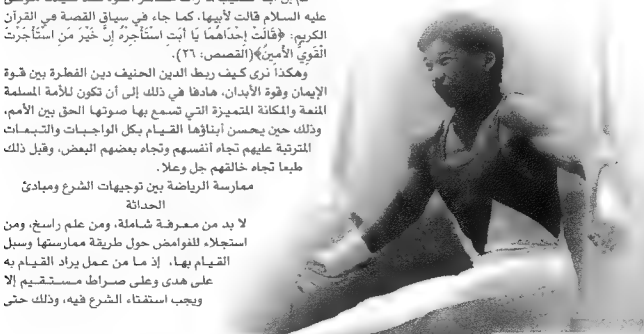 عليه السلام قالت لأبيها، كما جاء في سياق القصة في القرآن
الكريم: ﴿قَالَتْ إِحْدَاهُمَا يَا أَبَتِ اسْتَأْجِرْهُ إِنَّ خَيْرَ مَنِ اسْتَأْجَرْتَ
الْقَوِيُّ الأَمِينُ﴾(القصص: ٢٦).
وهكذا نرى كيف ربط الدين الحنيف دين الفطرة بين قوة
الإيمان وقوة الأبدان، هادفا في ذلك إلى أن تكون للأمة المسلمة
المنعة والمكانة المتميزة التي تسمع بها صوتها الحق بين الأمم،
وذلك حين يحسن أبناؤها القيام بكل الواجبات والتبعات
المترتبة عليهم تجاه أنفسهم وتجاه بعضهم البعض، وقبل ذلك
طبعا تجاه خالقهم جل وعلا.
ممارسة الرياضة بين توجيهات الشرع ومبادئ
الحداثة
لا بد من معرفة شاملة، ومن علم راسخ، ومن
استجلاء للغوامض حول طريقة ممارستها وسبل
القيام بها، إذ ما من عمل يراد القيام به
على هدى وعلى صراط مستقيم إلا
ويجب استفتاء الشرع فيه، وذلك حتى